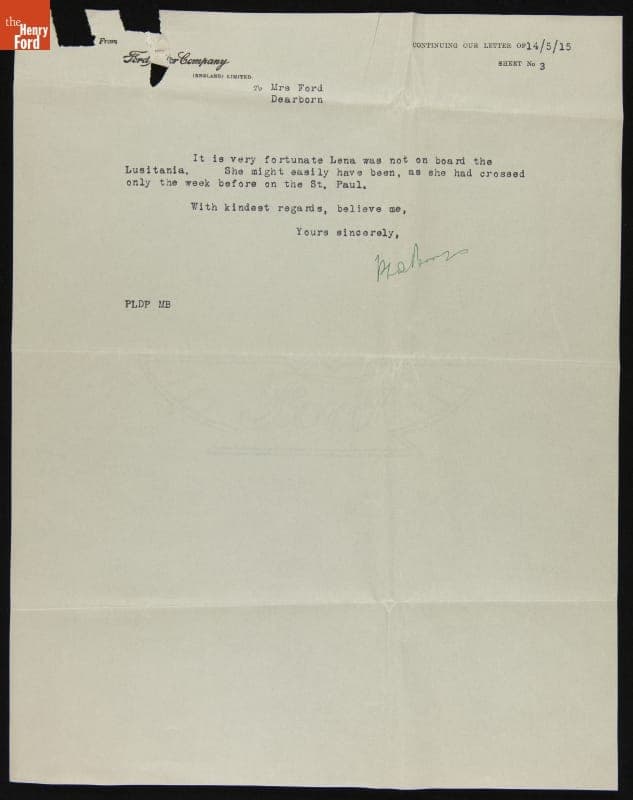 the
Henry
Ford
From
CONTINUING OUR LETTER OF 14/5/15
Ford Company
SHEET No 3
(ENGLAND) LIMITED.
To Mrs Ford
Dearborn
It is very fortunate Lena was not on board the
Lusitania. She might easily have been, as she had crossed
only the week before on the St. Paul.
With kindest regards, believe me,
Yours sincerely,
PLDP MB